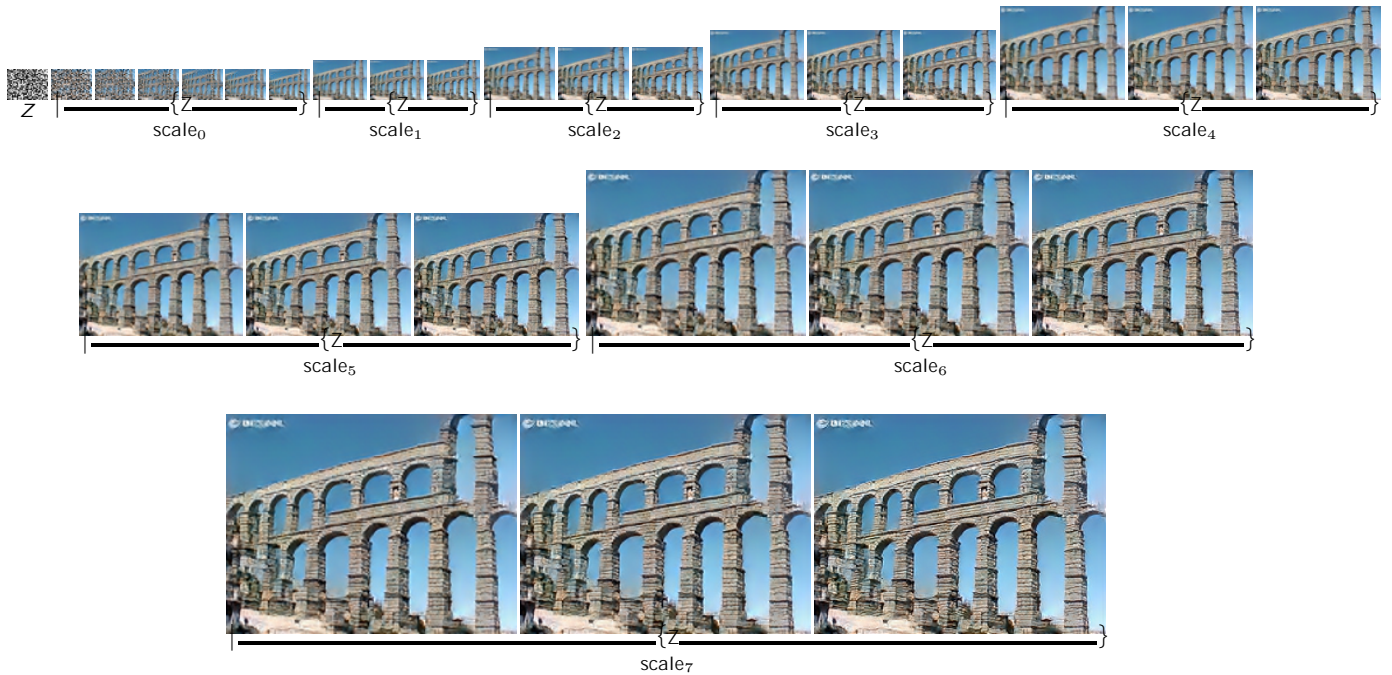 Z
{Z }
{Z }
{Z }
{Z }
{Z }
scale₀ scale₁ scale₂ scale₃ scale₄
{Z }
{Z }
scale₅ scale₆
{Z }
scale₇